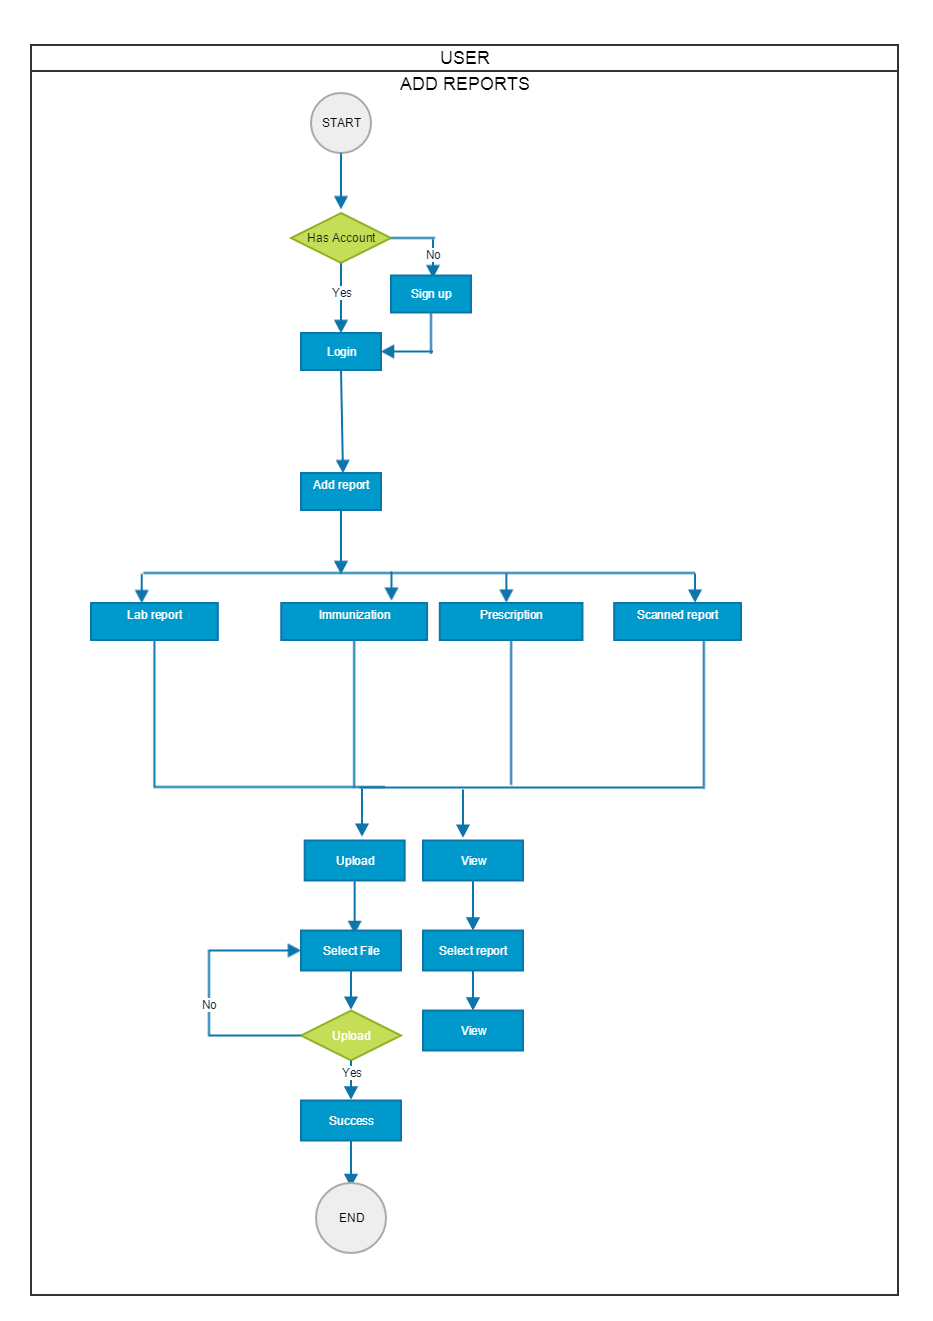 USER
ADD REPORTS
START
Has Account
No
Yes
Sign up
Login
Add report
Lab report
Immunization
Prescription
Scanned report
Upload
View
Select File
Select report
No
Upload
View
Yes
Success
END